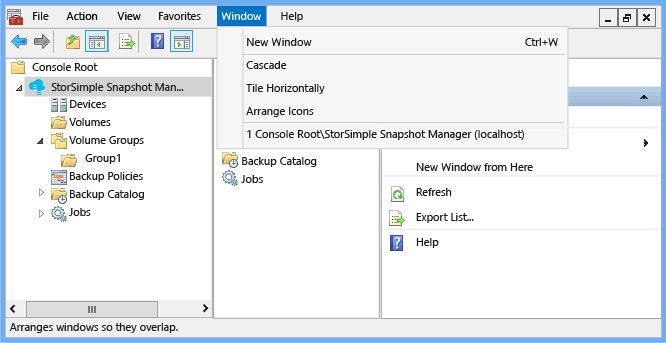 File Action View Favorites Window Help
New Window Ctrl+W
Cascade
Tile Horizontally
Arrange Icons
1 Console Root\StorSimple Snapshot Manager (localhost)
Console Root
StorSimple Snapshot Man...
Devices
Volumes
Volume Groups
Group1
Backup Policies
Backup Catalog
Jobs
Backup Catalog
Jobs
New Window from Here
Refresh
Export List...
Help
Arranges windows so they overlap.